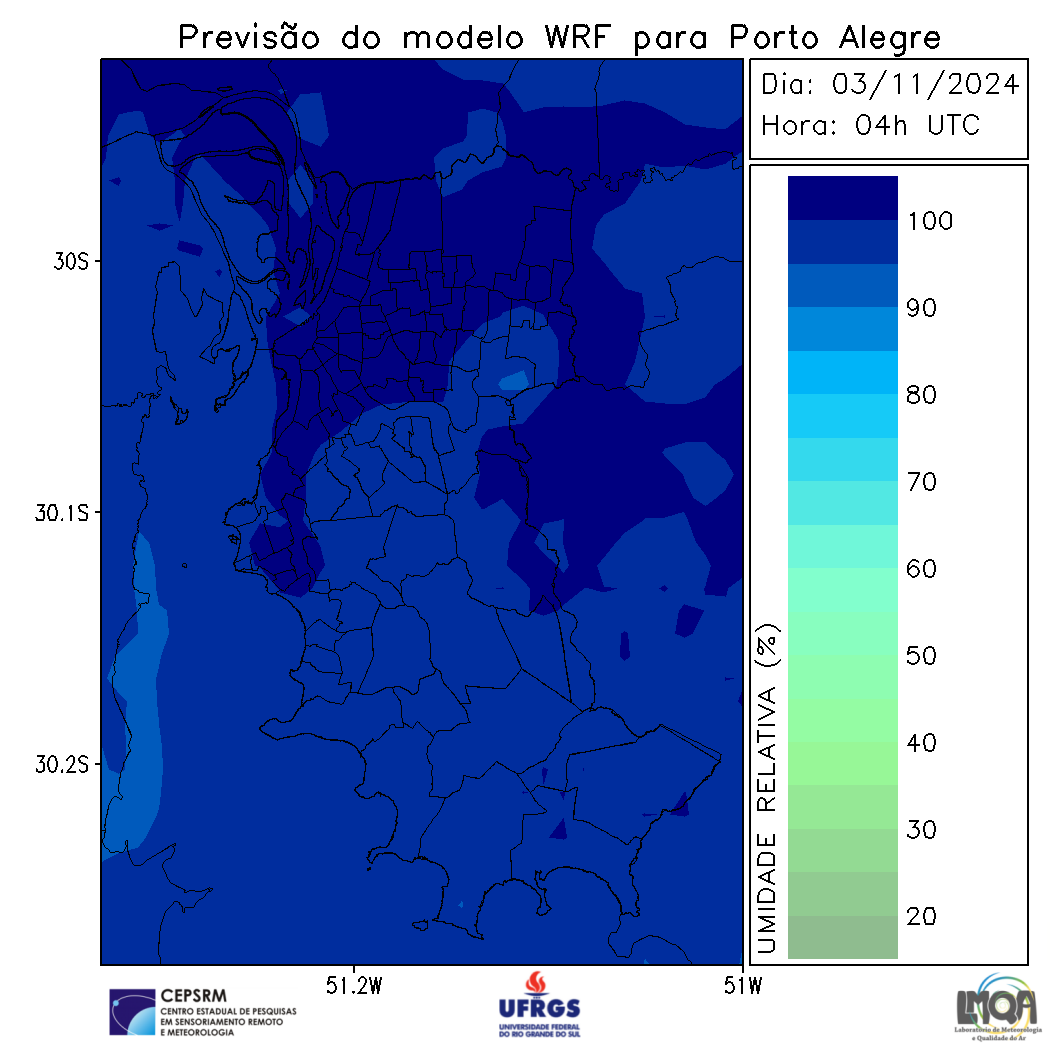 Previsão do modelo WRF para Porto Alegre
Dia: 03/11/2024
Hora: 04h UTC
30S
30.1S
30.2S
51.2W
51W
100
90
80
70
60
50
40
30
20
UMIDADE RELATIVA (%)
CEPSRM
CENTRO ESTADUAL DE PESQUISAS
EM SENSORIAMENTO REMOTO
E METEOROLOGIA
UFRGS
UNIVERSIDADE FEDERAL
DO RIO GRANDE DO SUL
LMQA
Laboratório de Meteorologia
e Qualidade do Ar